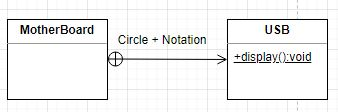 MotherBoard
Circle + Notation
USB
+display():void